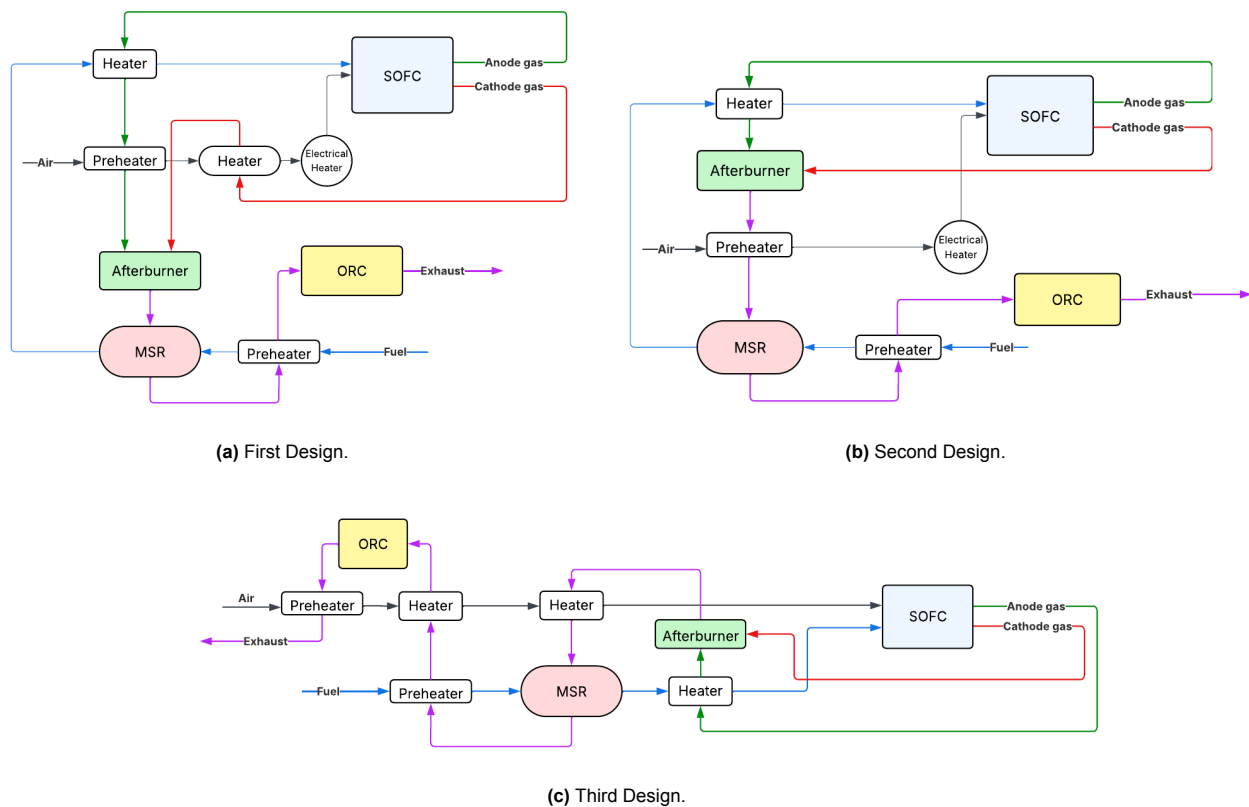 Heater
SOFC
Anode gas
Cathode gas
Air
Preheater
Heater
Electrical
Heater
Afterburner
ORC
Exhaust
MSR
Preheater
Fuel
(a) First Design.
Heater
SOFC
Anode gas
Cathode gas
Afterburner
Air
Preheater
Electrical
Heater
ORC
Exhaust
MSR
Preheater
Fuel
(b) Second Design.
ORC
Air
Preheater
Heater
Heater
SOFC
Anode gas
Cathode gas
Exhaust
Afterburner
Fuel
Preheater
MSR
Heater
(c) Third Design.